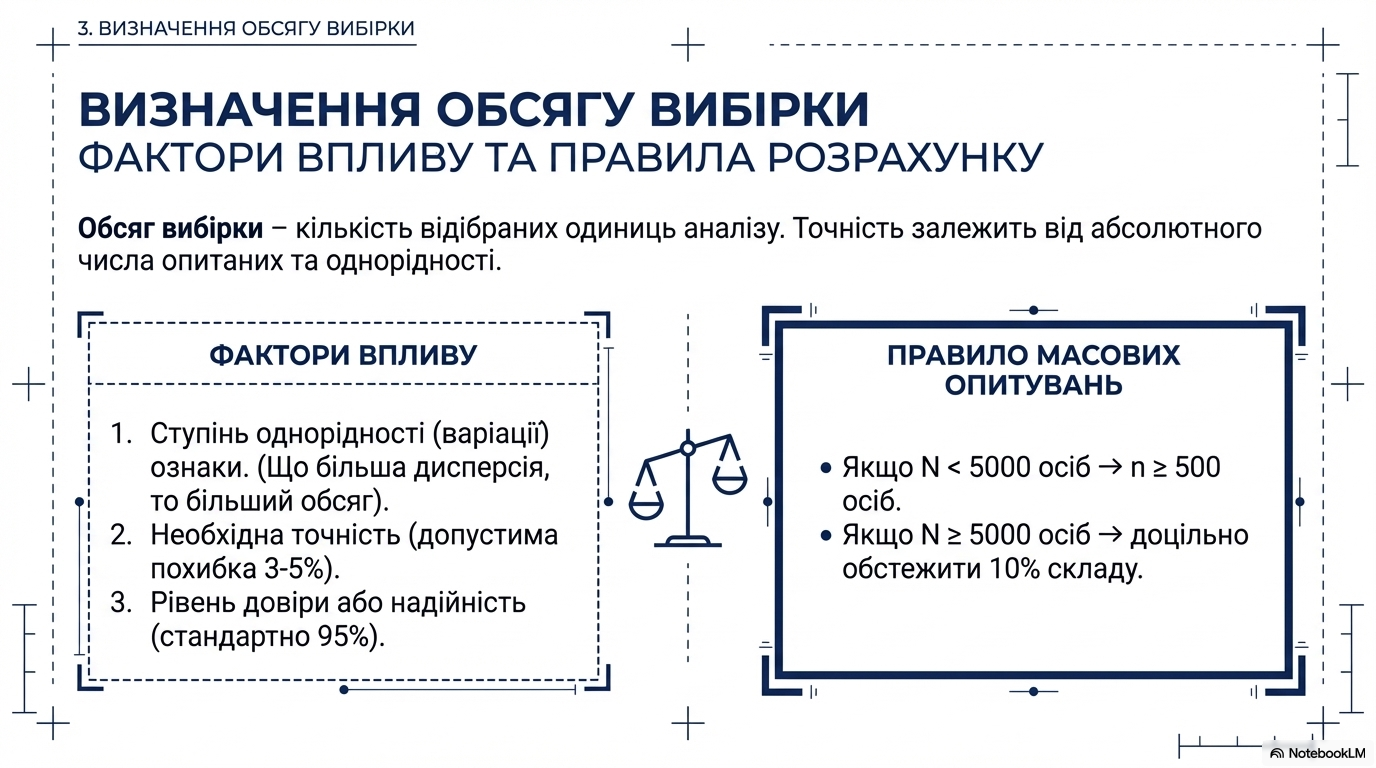 3. ВИЗНАЧЕННЯ ОБСЯГУ ВИБІРКИ
ВИЗНАЧЕННЯ ОБСЯГУ ВИБІРКИ
ФАКТОРИ ВПЛИВУ ТА ПРАВИЛА РОЗРАХУНКУ
Обсяг вибірки – кількість відібраних одиниць аналізу. Точність залежить від абсолютного
числа опитаних та однорідності.
ФАКТОРИ ВПЛИВУ
1. Ступінь однорідності (варіації)
ознаки. (Що більша дисперсія,
то більший обсяг).
2. Необхідна точність (допустима
похибка 3-5%).
3. Рівень довіри або надійність
(стандартно 95%).
ПРАВИЛО МАСОВИХ
ОПИТУВАНЬ
• Якщо N < 5000 осіб → n ≥ 500
осіб.
• Якщо N ≥ 5000 осіб → доцільно
обстежити 10% складу.
NotebookLM